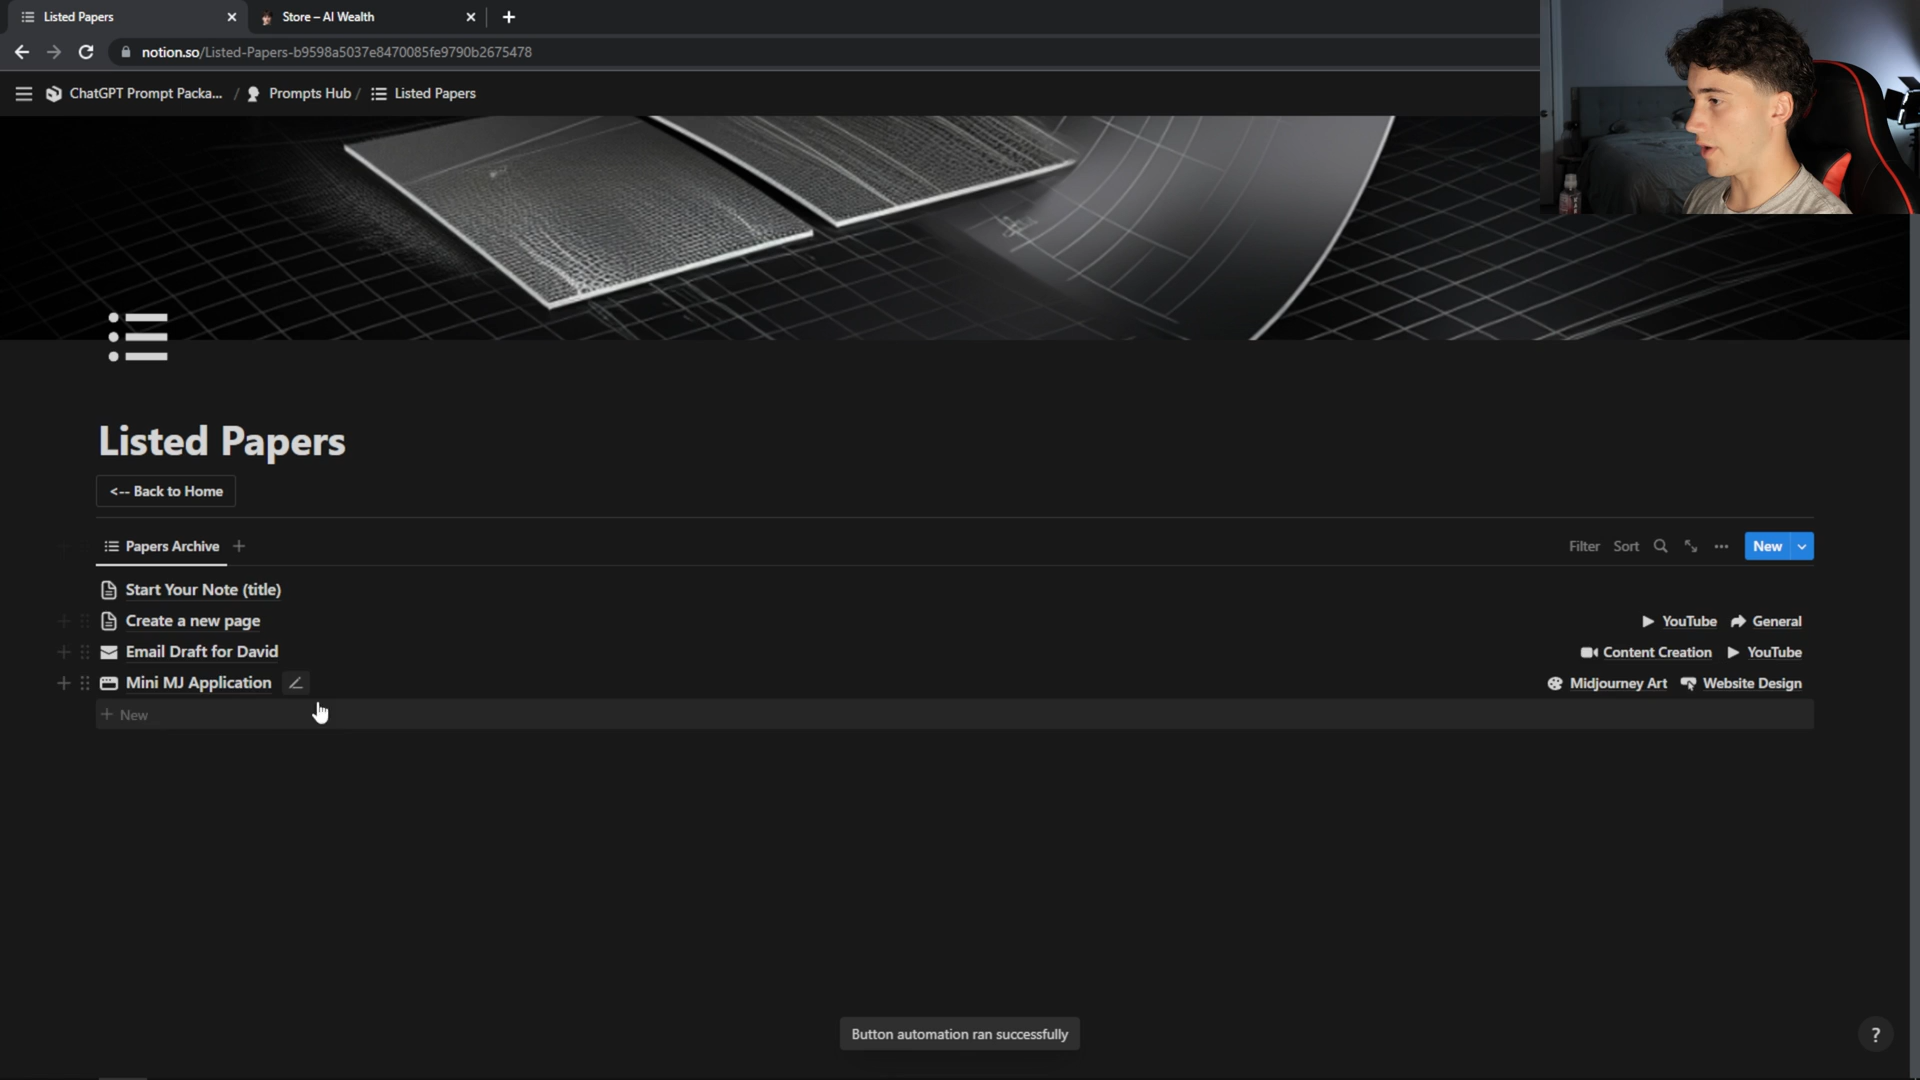 Listed Papers
Store – AI Wealth
notion.so/Listed-Papers-b9598a5037e8470085fe9790b2675478
ChatGPT Prompt Packa... / Prompts Hub / Listed Papers
Listed Papers
<-- Back to Home
Papers Archive
Filter Sort New
Start Your Note (title)
Create a new page YouTube General
Email Draft for David Content Creation YouTube
Mini MJ Application Midjourney Art Website Design
+ New
Button automation ran successfully
?